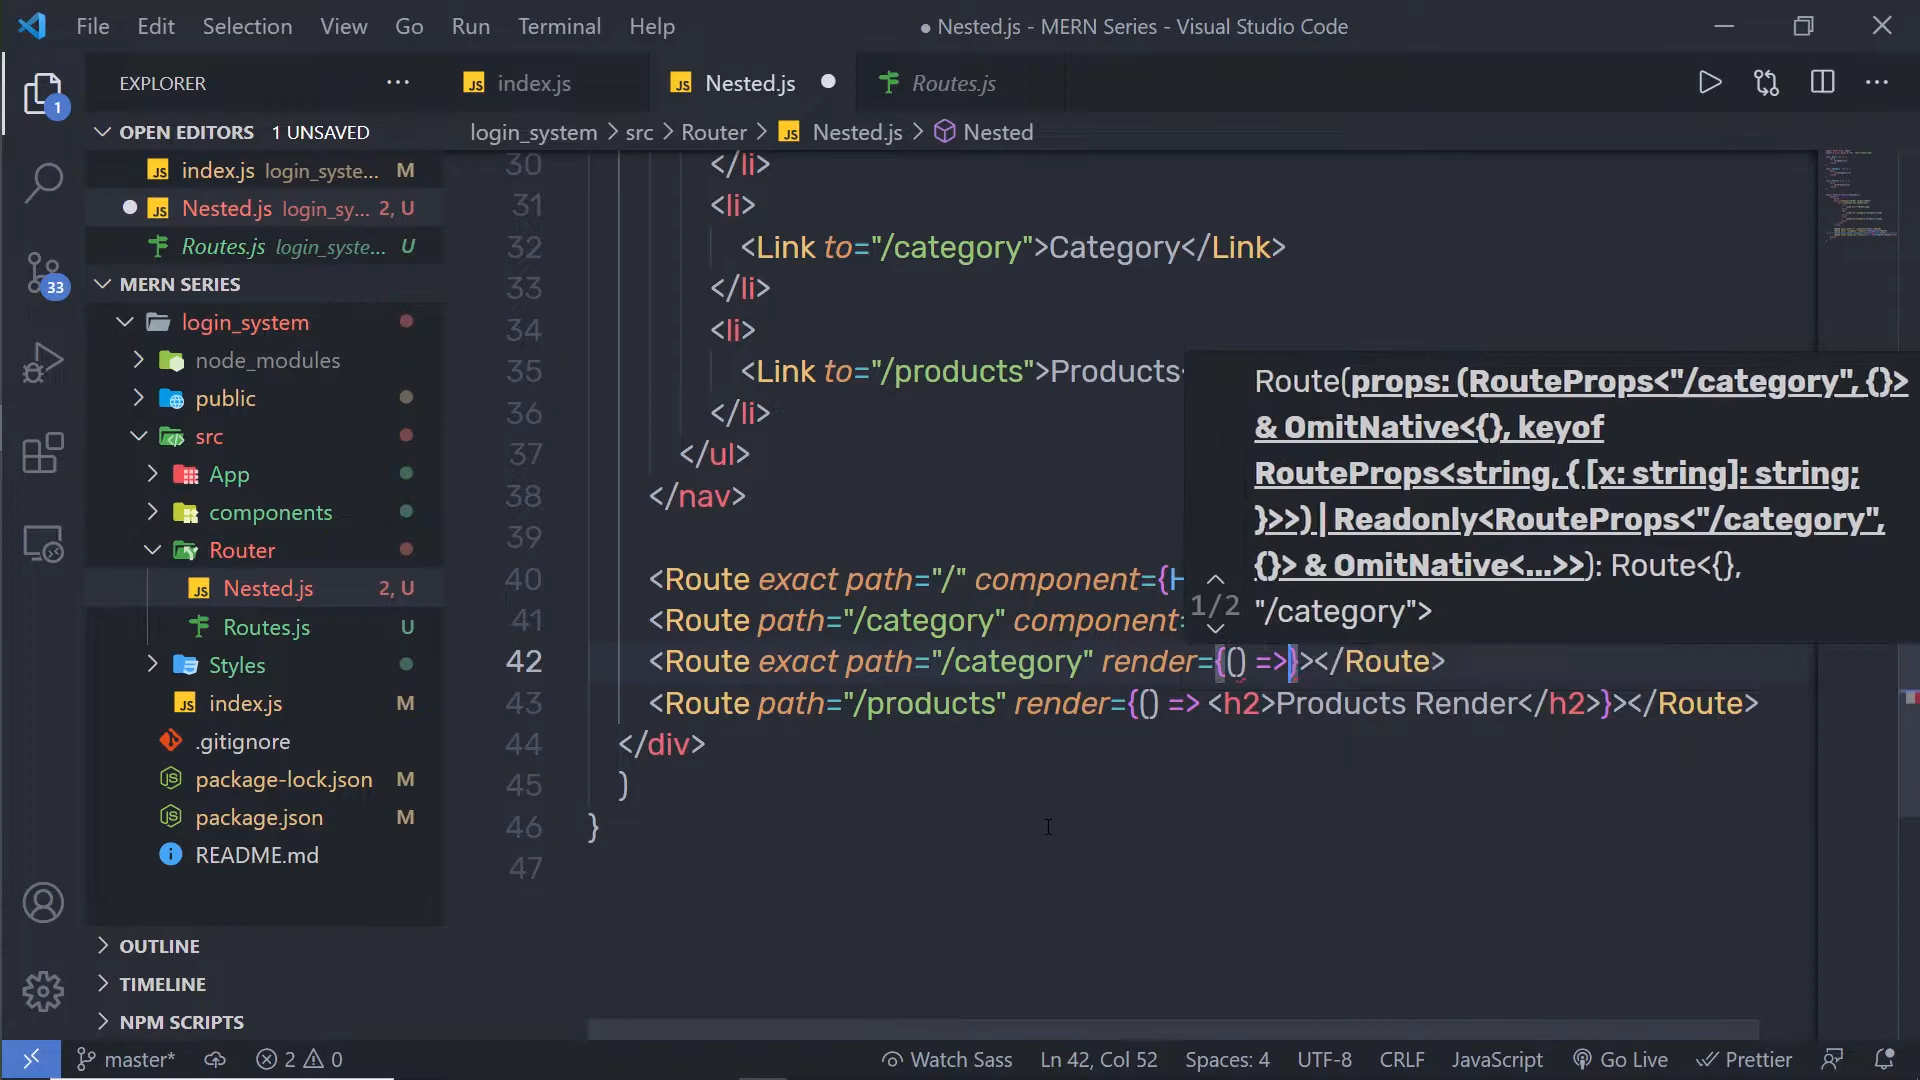 File Edit Selection View Go Run Terminal Help
● Nested.js - MERN Series - Visual Studio Code
EXPLORER
index.js
Nested.js
Routes.js
OPEN EDITORS 1 UNSAVED
login_system > src > Router > Nested.js > Nested
index.js login_syste... M
Nested.js login_sy... 2, U
Routes.js login_syste... U
MERN SERIES
login_system
node_modules
public
src
App
components
Router
Nested.js 2, U
Routes.js U
Styles
index.js M
.gitignore
package-lock.json M
package.json M
README.md
OUTLINE
TIMELINE
NPM SCRIPTS
1
33
30 </li>
31 <li>
32 <Link to="/category">Category</Link>
33 </li>
34 <li>
35 <Link to="/products">Products
36 </li>
37 </ul>
38 </nav>
39
40 <Route exact path="/" component={H
41 <Route path="/category" component=
42 <Route exact path="/category" render={() =>}></Route>
43 <Route path="/products" render={() => <h2>Products Render</h2>}></Route>
44 </div>
45 )
46 }
47
Route(props: (RouteProps<"/category", {}>
& OmitNative<{}, keyof
RouteProps<string, { [x: string]: string;
}>>) | Readonly<RouteProps<"/category",
{}> & OmitNative<...>>): Route<{},
1/2
"/category">
master* 2 0 Watch Sass Ln 42, Col 52 Spaces: 4 UTF-8 CRLF JavaScript Go Live Prettier